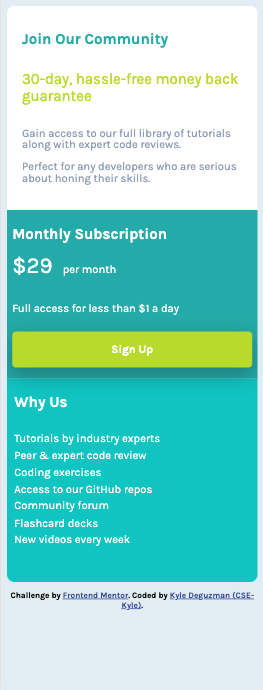 Join Our Community
30-day, hassle-free money back
guarantee
Gain access to our full library of tutorials
along with expert code reviews.
Perfect for any developers who are serious
about honing their skills.
Monthly Subscription
$29 per month
Full access for less than $1 a day
Sign Up
Why Us
Tutorials by industry experts
Peer & expert code review
Coding exercises
Access to our GitHub repos
Community forum
Flashcard decks
New videos every week
Challenge by Frontend Mentor. Coded by Kyle Deguzman (CSE-
Kyle).